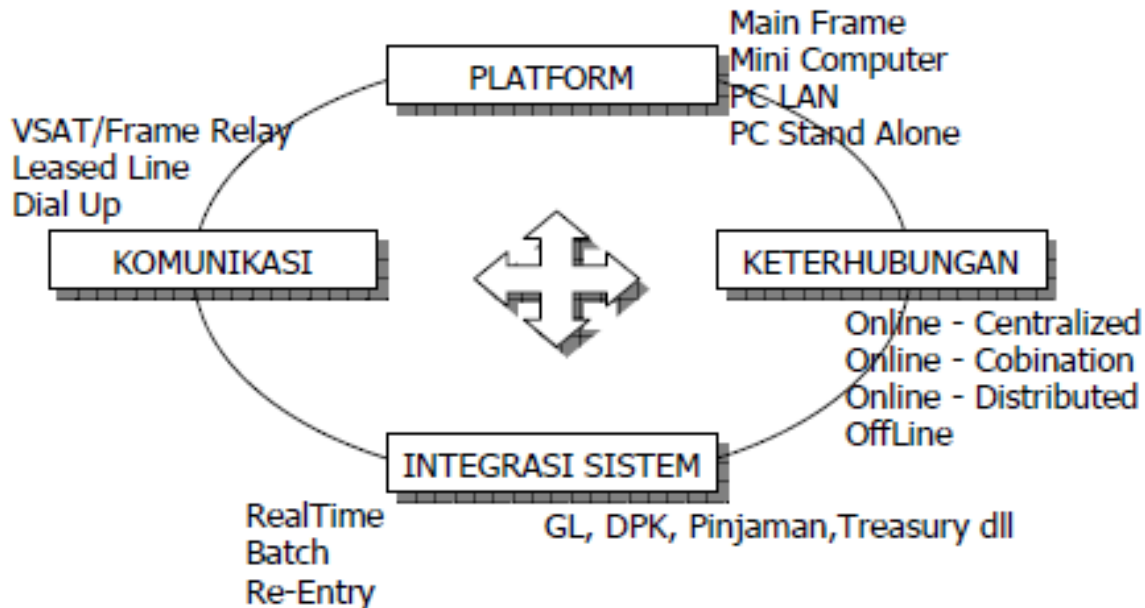 PLATFORM
Main Frame
Mini Computer
PC LAN
PC Stand Alone
VSAT/Frame Relay
Leased Line
Dial Up
KOMUNIKASI
KETERHUBUNGAN
Online - Centralized
Online - Cobination
Online - Distributed
OffLine
INTEGRASI SISTEM
RealTime
Batch
Re-Entry
GL, DPK, Pinjaman,Treasury dll